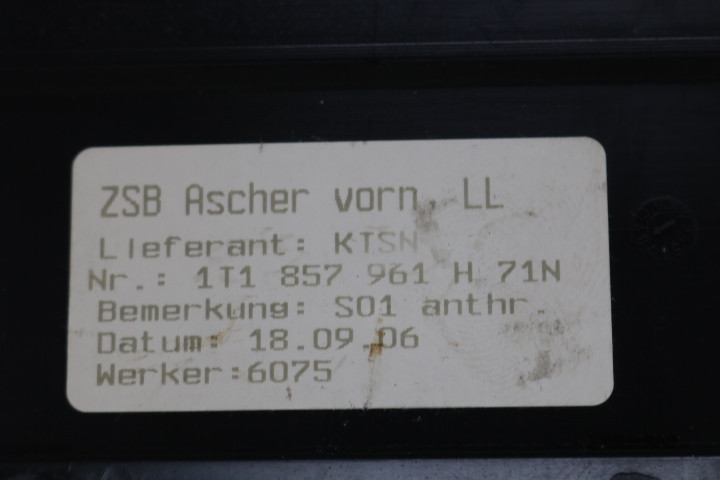 ZSB Ascher vorn. LL
Lieferant: KTSN
Nr.: 1T1 857 961 H 71N
Bemerkung: S01 anthr.
Datum: 18.09.06
Werker:6075